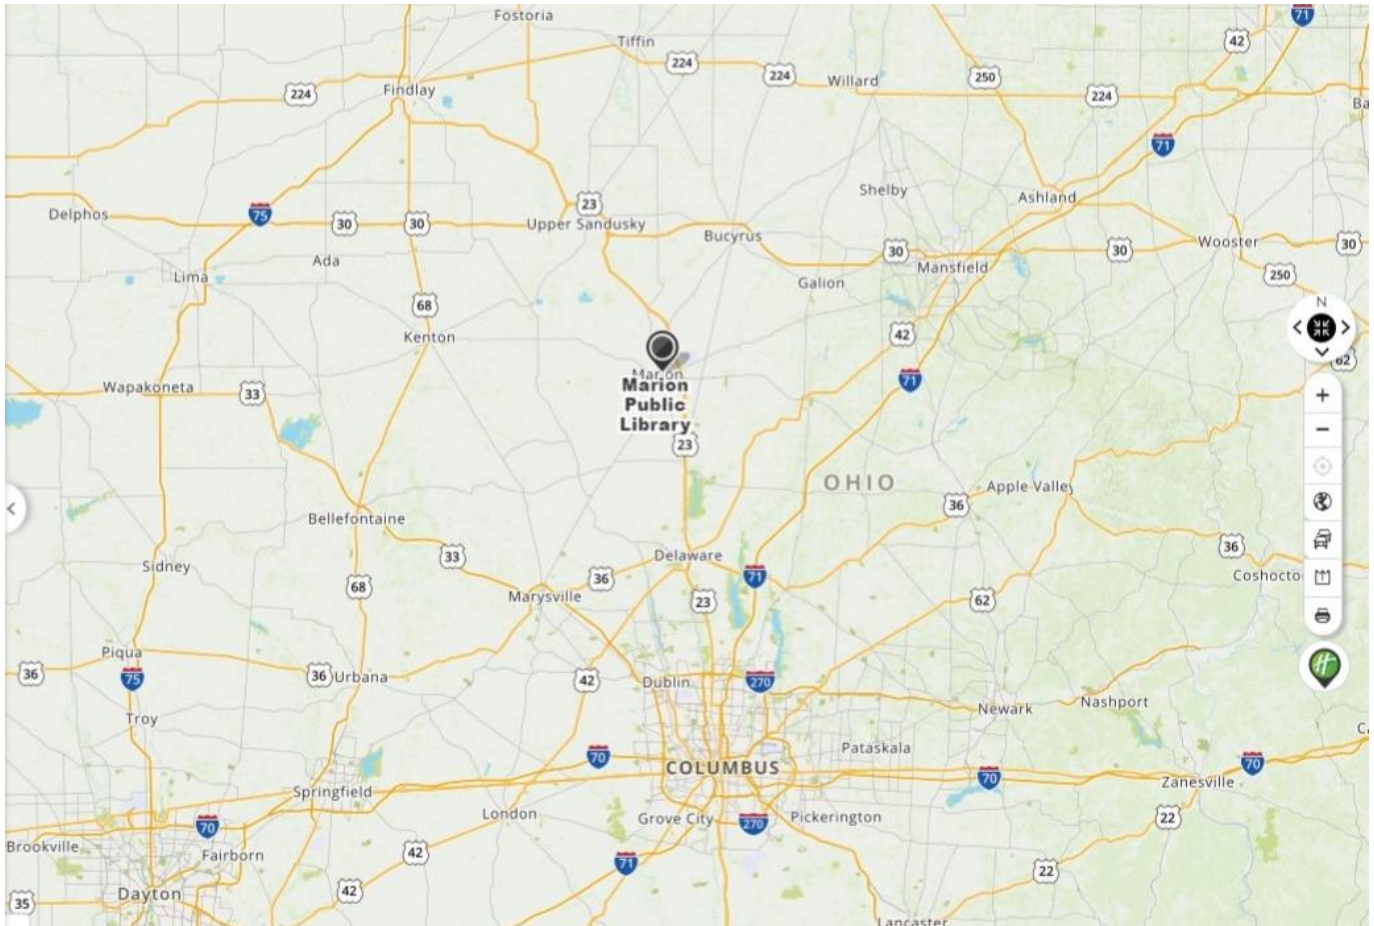 Fostoria
71
Tiffin
42
224
224
250
Willard
224
224
Findlay
Ba
71
Shelby
Ashland
23
Delphos
75
30
30
Upper Sandusky
Bucyrus
Wooster
30
30
30
Ada
Mansfield
Lima
Galion
250
68
N
Kenton
42
62
Marion
71
Wapakoneta
33
Marion
Public
Library
23
OHIO
Apple Valley
36
Bellefontaine
33
36
Sidney
Delaware
71
Coshocto
68
36
Marysville
23
62
Piqua
36
75
36
Urbana
42
Dublin
270
Newark
Nashport
Troy
Pataskala
C
70
COLUMBUS
70
70
Zanesville
Springfield
London
Grove City
270
Pickerington
22
70
Brookville
Fairborn
42
71
22
Dayton
42
35
Lancaster